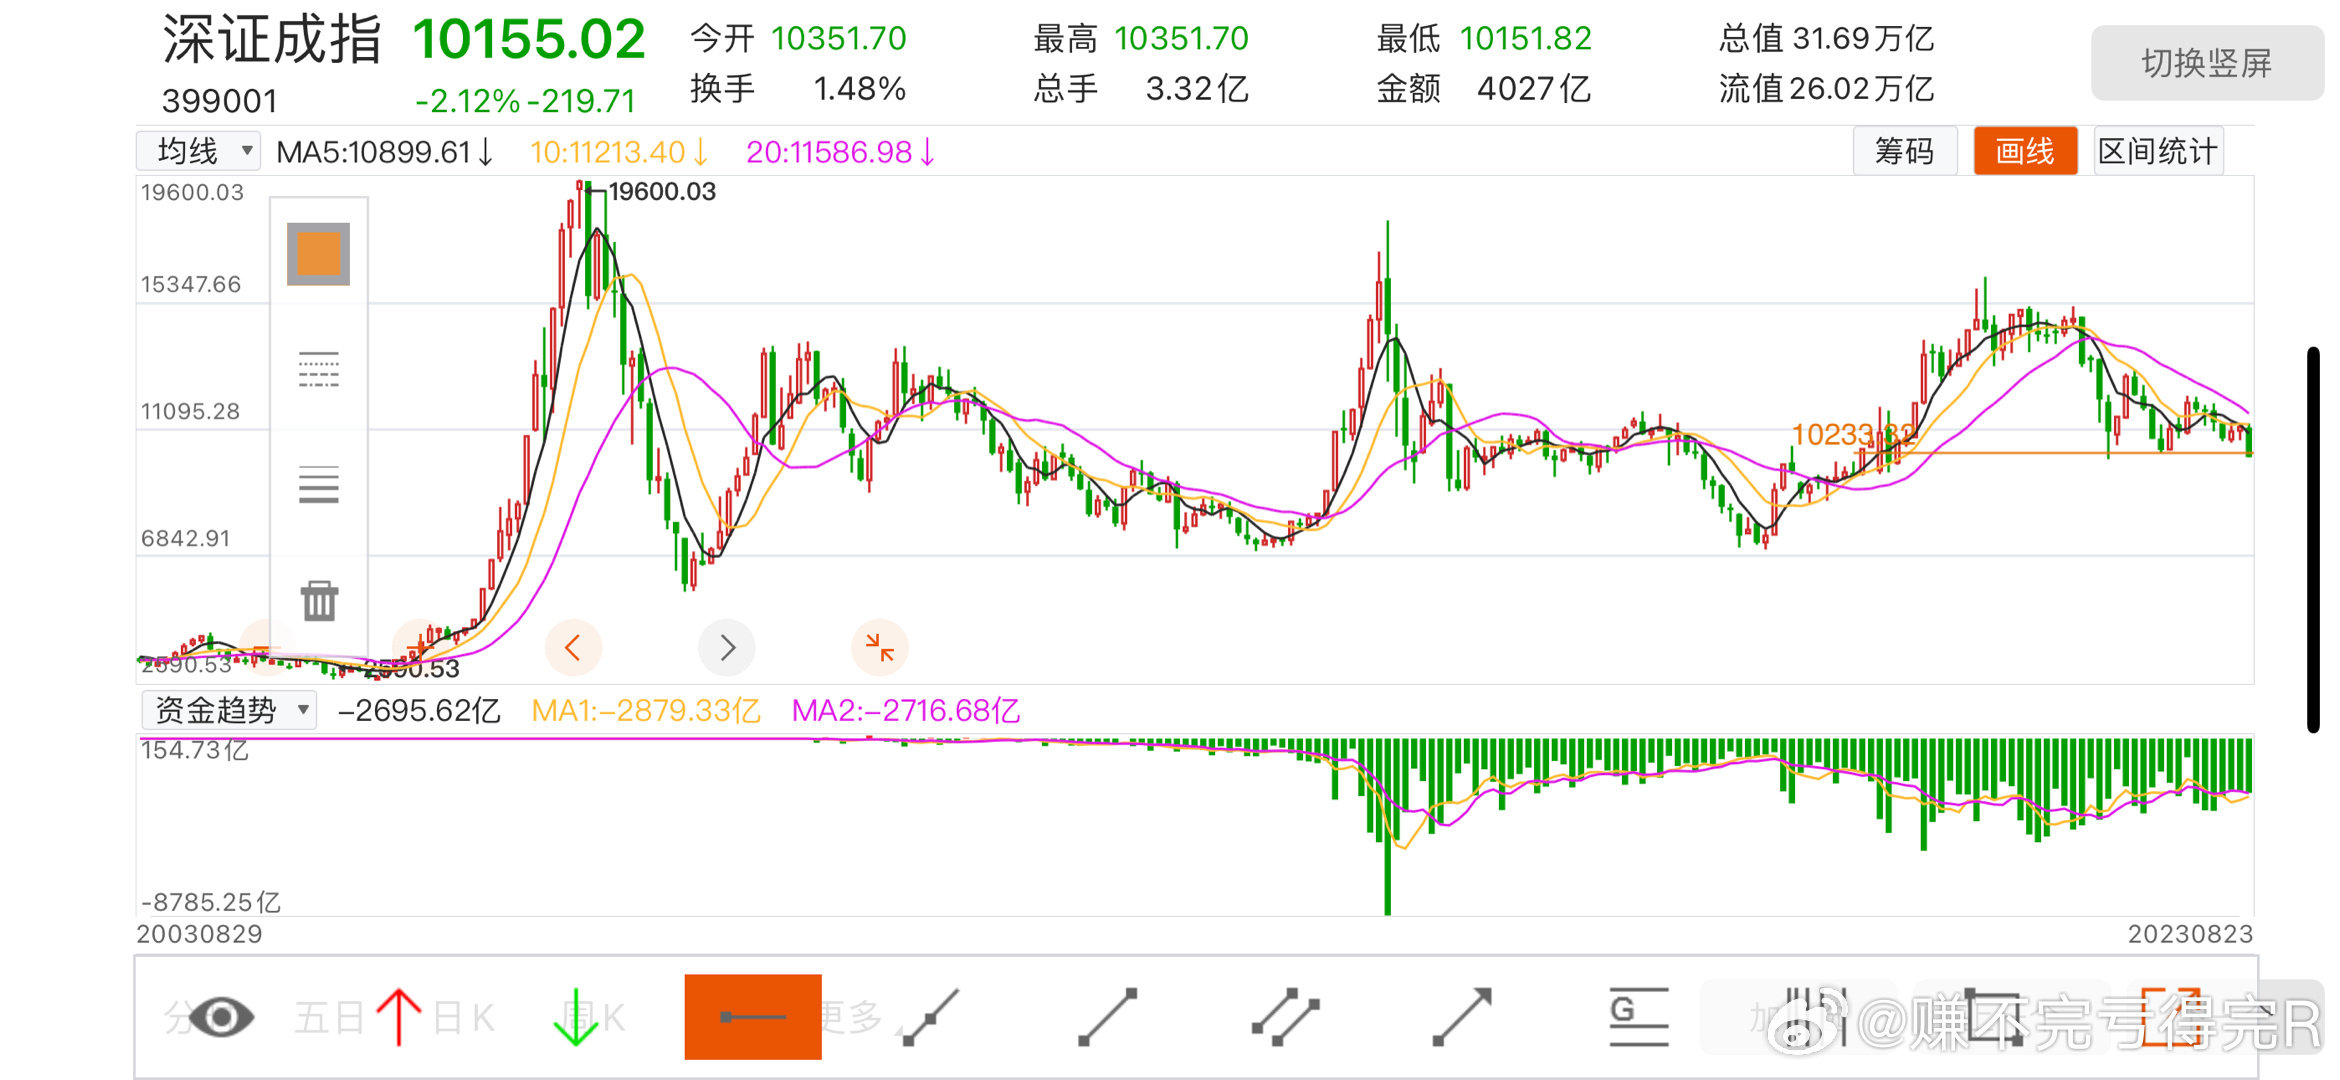 深证成指 10155.02 今开 10351.70 最高 10351.70 最低 10151.82 总值 31.69万亿 切换竖屏
399001 -2.12% -219.71 换手 1.48% 总手 3.32亿 金额 4027亿 流值 26.02万亿
均线 MA5:10899.61↓ 10:11213.40↓ 20:11586.98↓ 筹码 画线 区间统计
19600.03
19600.03
15347.66
11095.28
10233.32
6842.91
2590.53
2590.53
资金趋势 -2695.62亿 MA1:-2879.33亿 MA2:-2716.68亿
154.73亿
-8785.25亿
20030829 20230823
分 五日 日K 周K 更多 G 加
@赚不完亏得完R